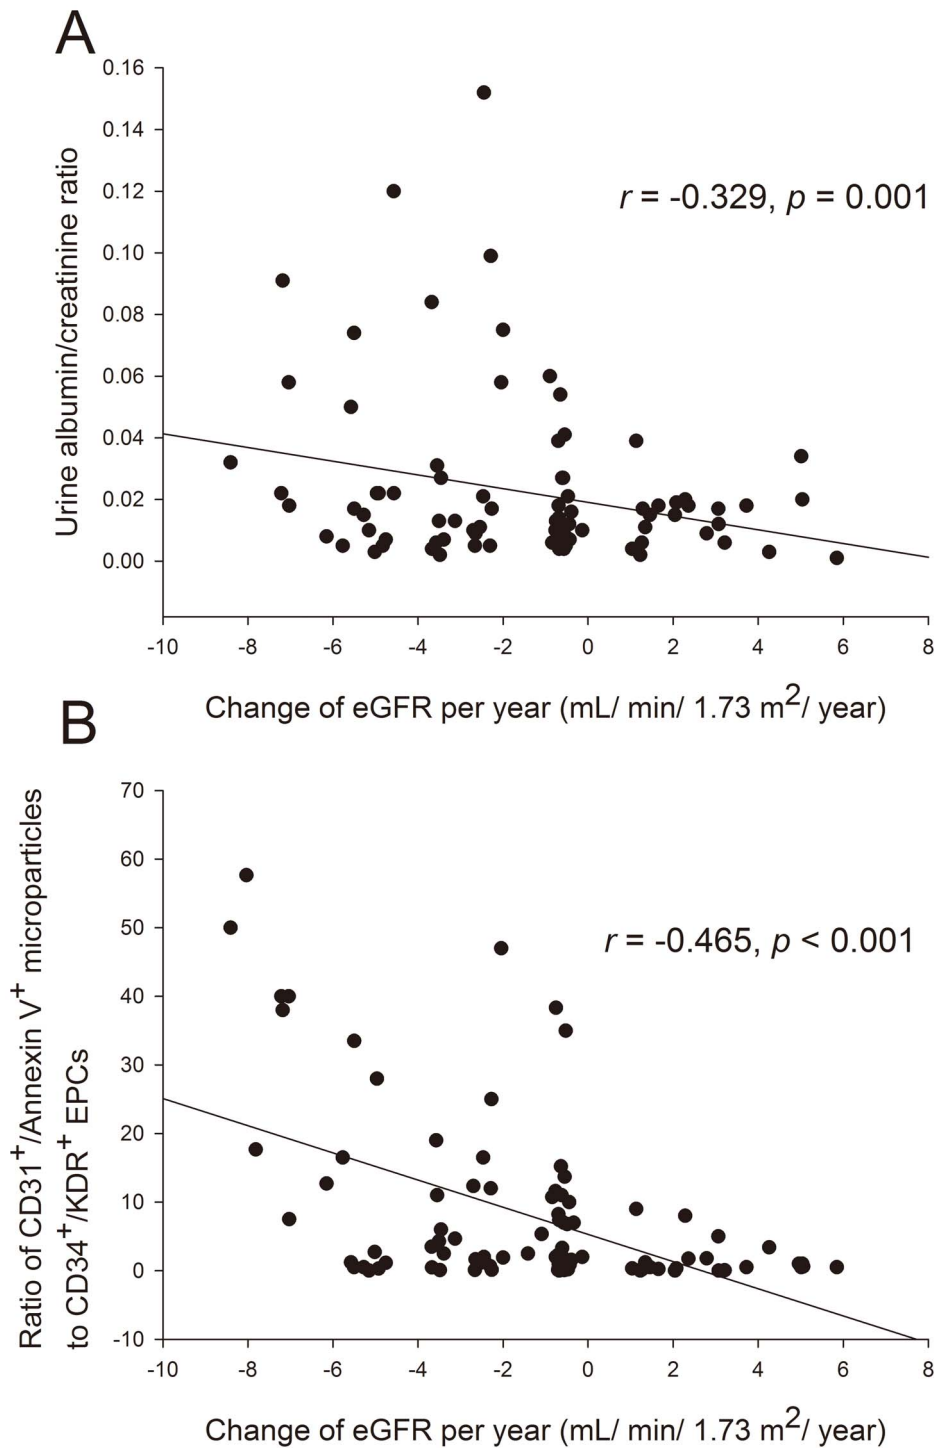 A
0.16
0.14
0.12
0.10
0.08
0.06
0.04
0.02
0.00
Urine albumin/creatinine ratio
r = -0.329, p = 0.001
-10 -8 -6 -4 -2 0 2 4 6 8
Change of eGFR per year (mL/ min/ 1.73 m²/ year)
B
70
60
50
40
30
20
10
0
-10
Ratio of CD31⁺/Annexin V⁺ microparticles
to CD34⁺/KDR⁺ EPCs
r = -0.465, p < 0.001
-10 -8 -6 -4 -2 0 2 4 6 8
Change of eGFR per year (mL/ min/ 1.73 m²/ year)